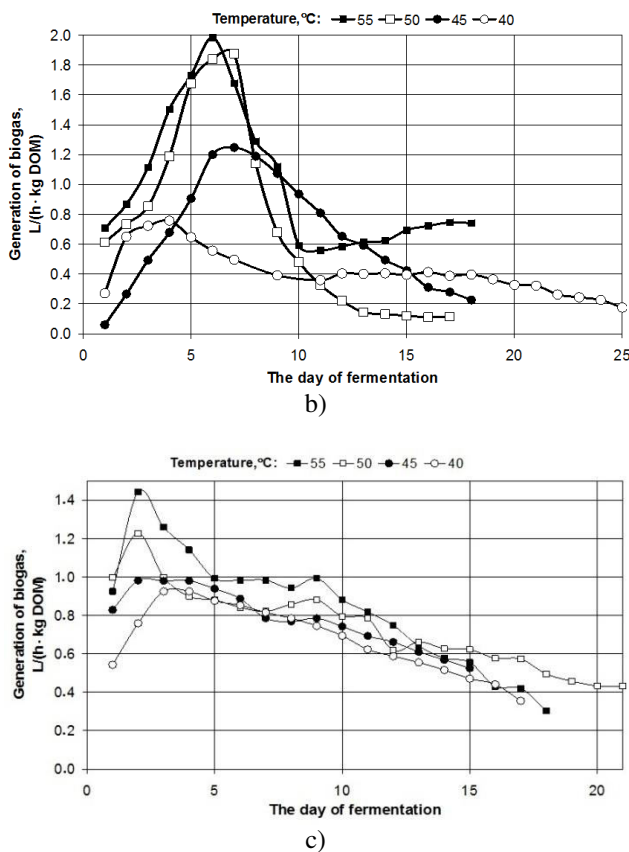 Temperature,ºC: 55 50 45 40
Generation of biogas,
L/(h· kg DOM)
2.0
1.8
1.6
1.4
1.2
1.0
0.8
0.6
0.4
0.2
0.0
0 5 10 15 20 25
The day of fermentation
b)
Temperature,ºC: 55 50 45 40
Generation of biogas,
L/(h· kg DOM)
1.4
1.2
1.0
0.8
0.6
0.4
0.2
0.0
0 5 10 15 20
The day of fermentation
c)